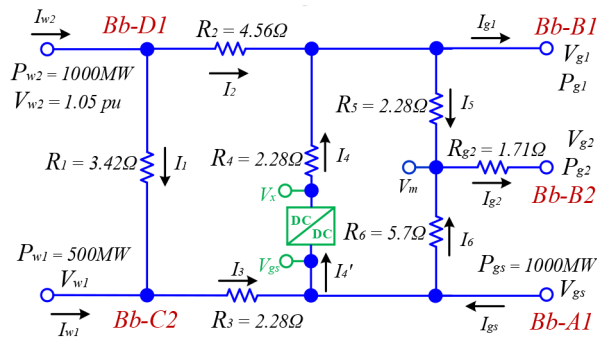 I_w2
Bb-D1
R_2 = 4.56Ω
I_g1
Bb-B1
P_w2 = 1000MW
V_w2 = 1.05 pu
I_2
V_g1
P_g1
R_5 = 2.28Ω
I_5
R_1 = 3.42Ω
I_1
R_4 = 2.28Ω
I_4
R_g2 = 1.71Ω
V_g2
P_g2
V_m
I_g2
Bb-B2
V_x
DC
DC
R_6 = 5.7Ω
I_6
P_w1 = 500MW
V_w1
V_gs
I_4'
P_gs = 1000MW
V_gs
I_3
I_w1
Bb-C2
R_3 = 2.28Ω
I_gs
Bb-A1